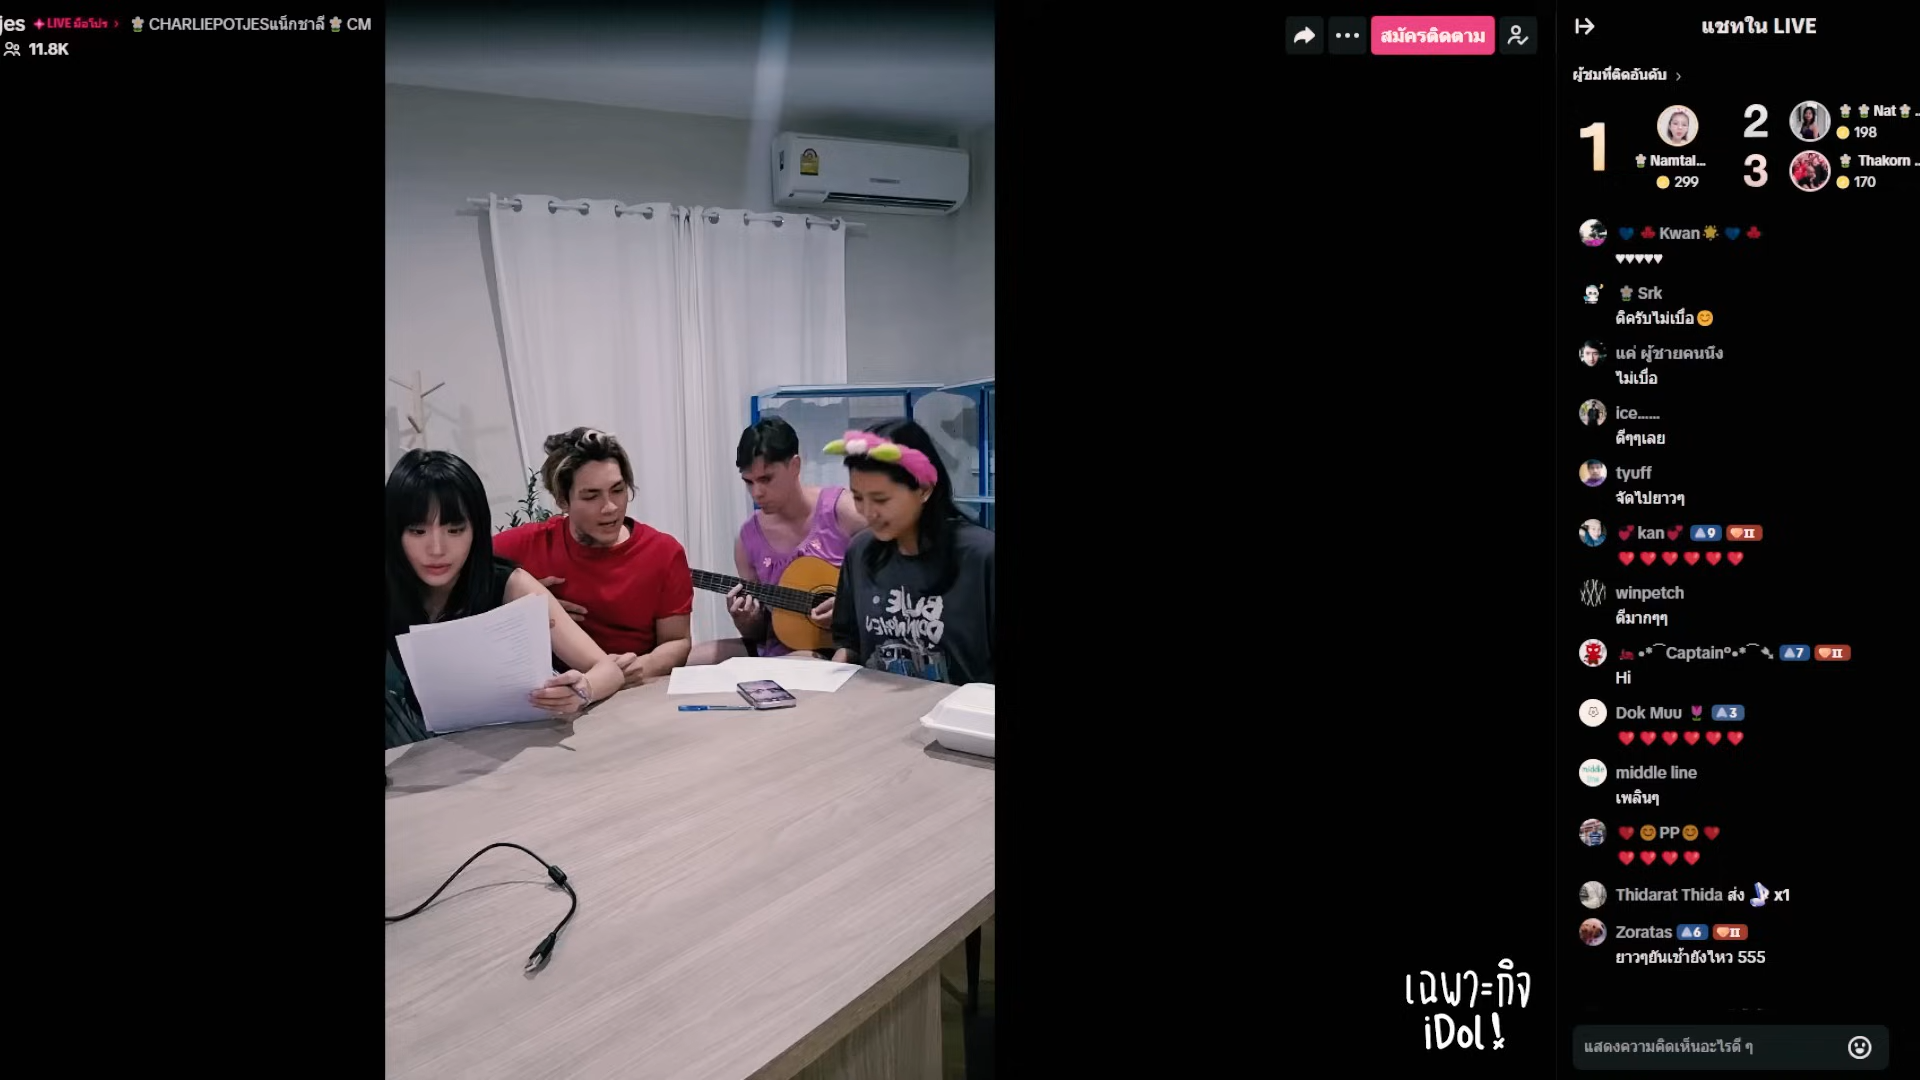 jes LIVE มือโปร › CHARLIEPOTJESแน็กชาลี CM
11.8K
สมัครติดตาม
แชทใน LIVE
ผู้ชมที่ติดอันดับ ›
1
Namtal...
299
2
Nat ...
198
3
Thakorn ...
170
Kwan
♥♥♥♥♥
Srk
ดิครับไม่เบื่อ😊
แค่ ผู้ชายคนนึง
ไม่เบื่อ
ice......
ดีๆๆเลย
tyuff
จัดไปยาวๆ
💕 kan 💕 9 II
❤️❤️❤️❤️❤️❤️
winpetch
ดีมากๆๆ
•*⁀Captainº•*⁀ 7 II
Hi
Dok Muu 🌷 3
❤️❤️❤️❤️❤️❤️
middle line
เพลินๆ
❤️😊PP😊❤️
❤️❤️❤️❤️
Thidarat Thida ส่ง x1
Zoratas 6 II
ยาวๆยันเช้ายังไหว 555
แสดงความคิดเห็นอะไรดี ๆ
เฉพาะกิจ
iDol!
BLUE